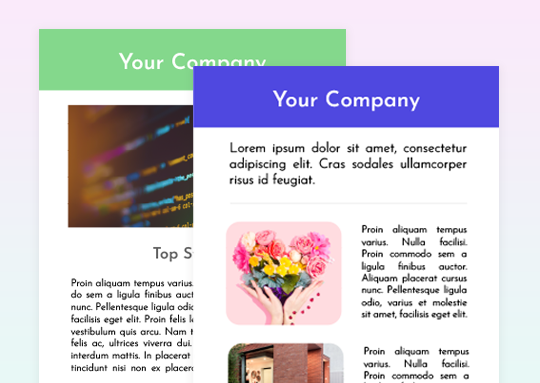 Your Company
Top
Proin aliquam tempus varius.
do sem a ligula finibus
nunc. Pellentesque ligula
facilisis eget elit. Proin felis
vestibulum quis arcu. Nam
felis ac, ultrices viverra dui.
interdum mattis. In placerat
tincidunt nisi non ex
Your Company
Lorem ipsum dolor sit amet, consectetur
adipiscing elit. Cras sodales ullamcorper
risus id feugiat.
Proin aliquam tempus
varius. Nulla facilisi.
Proin commodo sem a
ligula finibus auctor.
Aliquam placerat cursus
nunc. Pellentesque ligula
odio, varius et molestie
sit amet, facilisis eget elit.
Proin aliquam tempus
varius. Nulla facilisi.
Proin commodo sem a